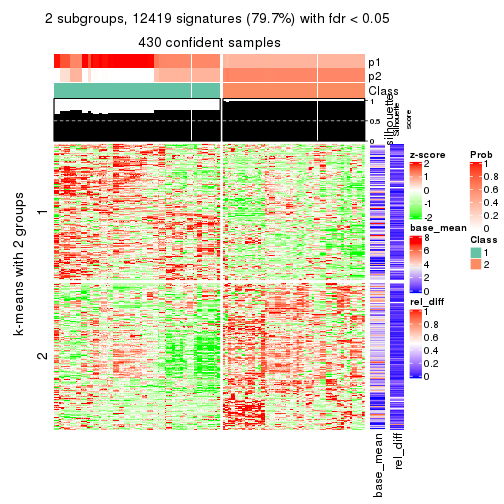 2 subgroups, 12419 signatures (79.7%) with fdr < 0.05
430 confident samples
p1
p2
Class
silhouette
Silhouette
score
1
0.5
0
k-means with 2 groups
1
2
base_mean
rel_diff
z-score
2
1
0
-1
-2
base_mean
8
6
4
2
0
rel_diff
1
0.8
0.6
0.4
0.2
0
Prob
1
0.8
0.6
0.4
0.2
0
Class
1
2